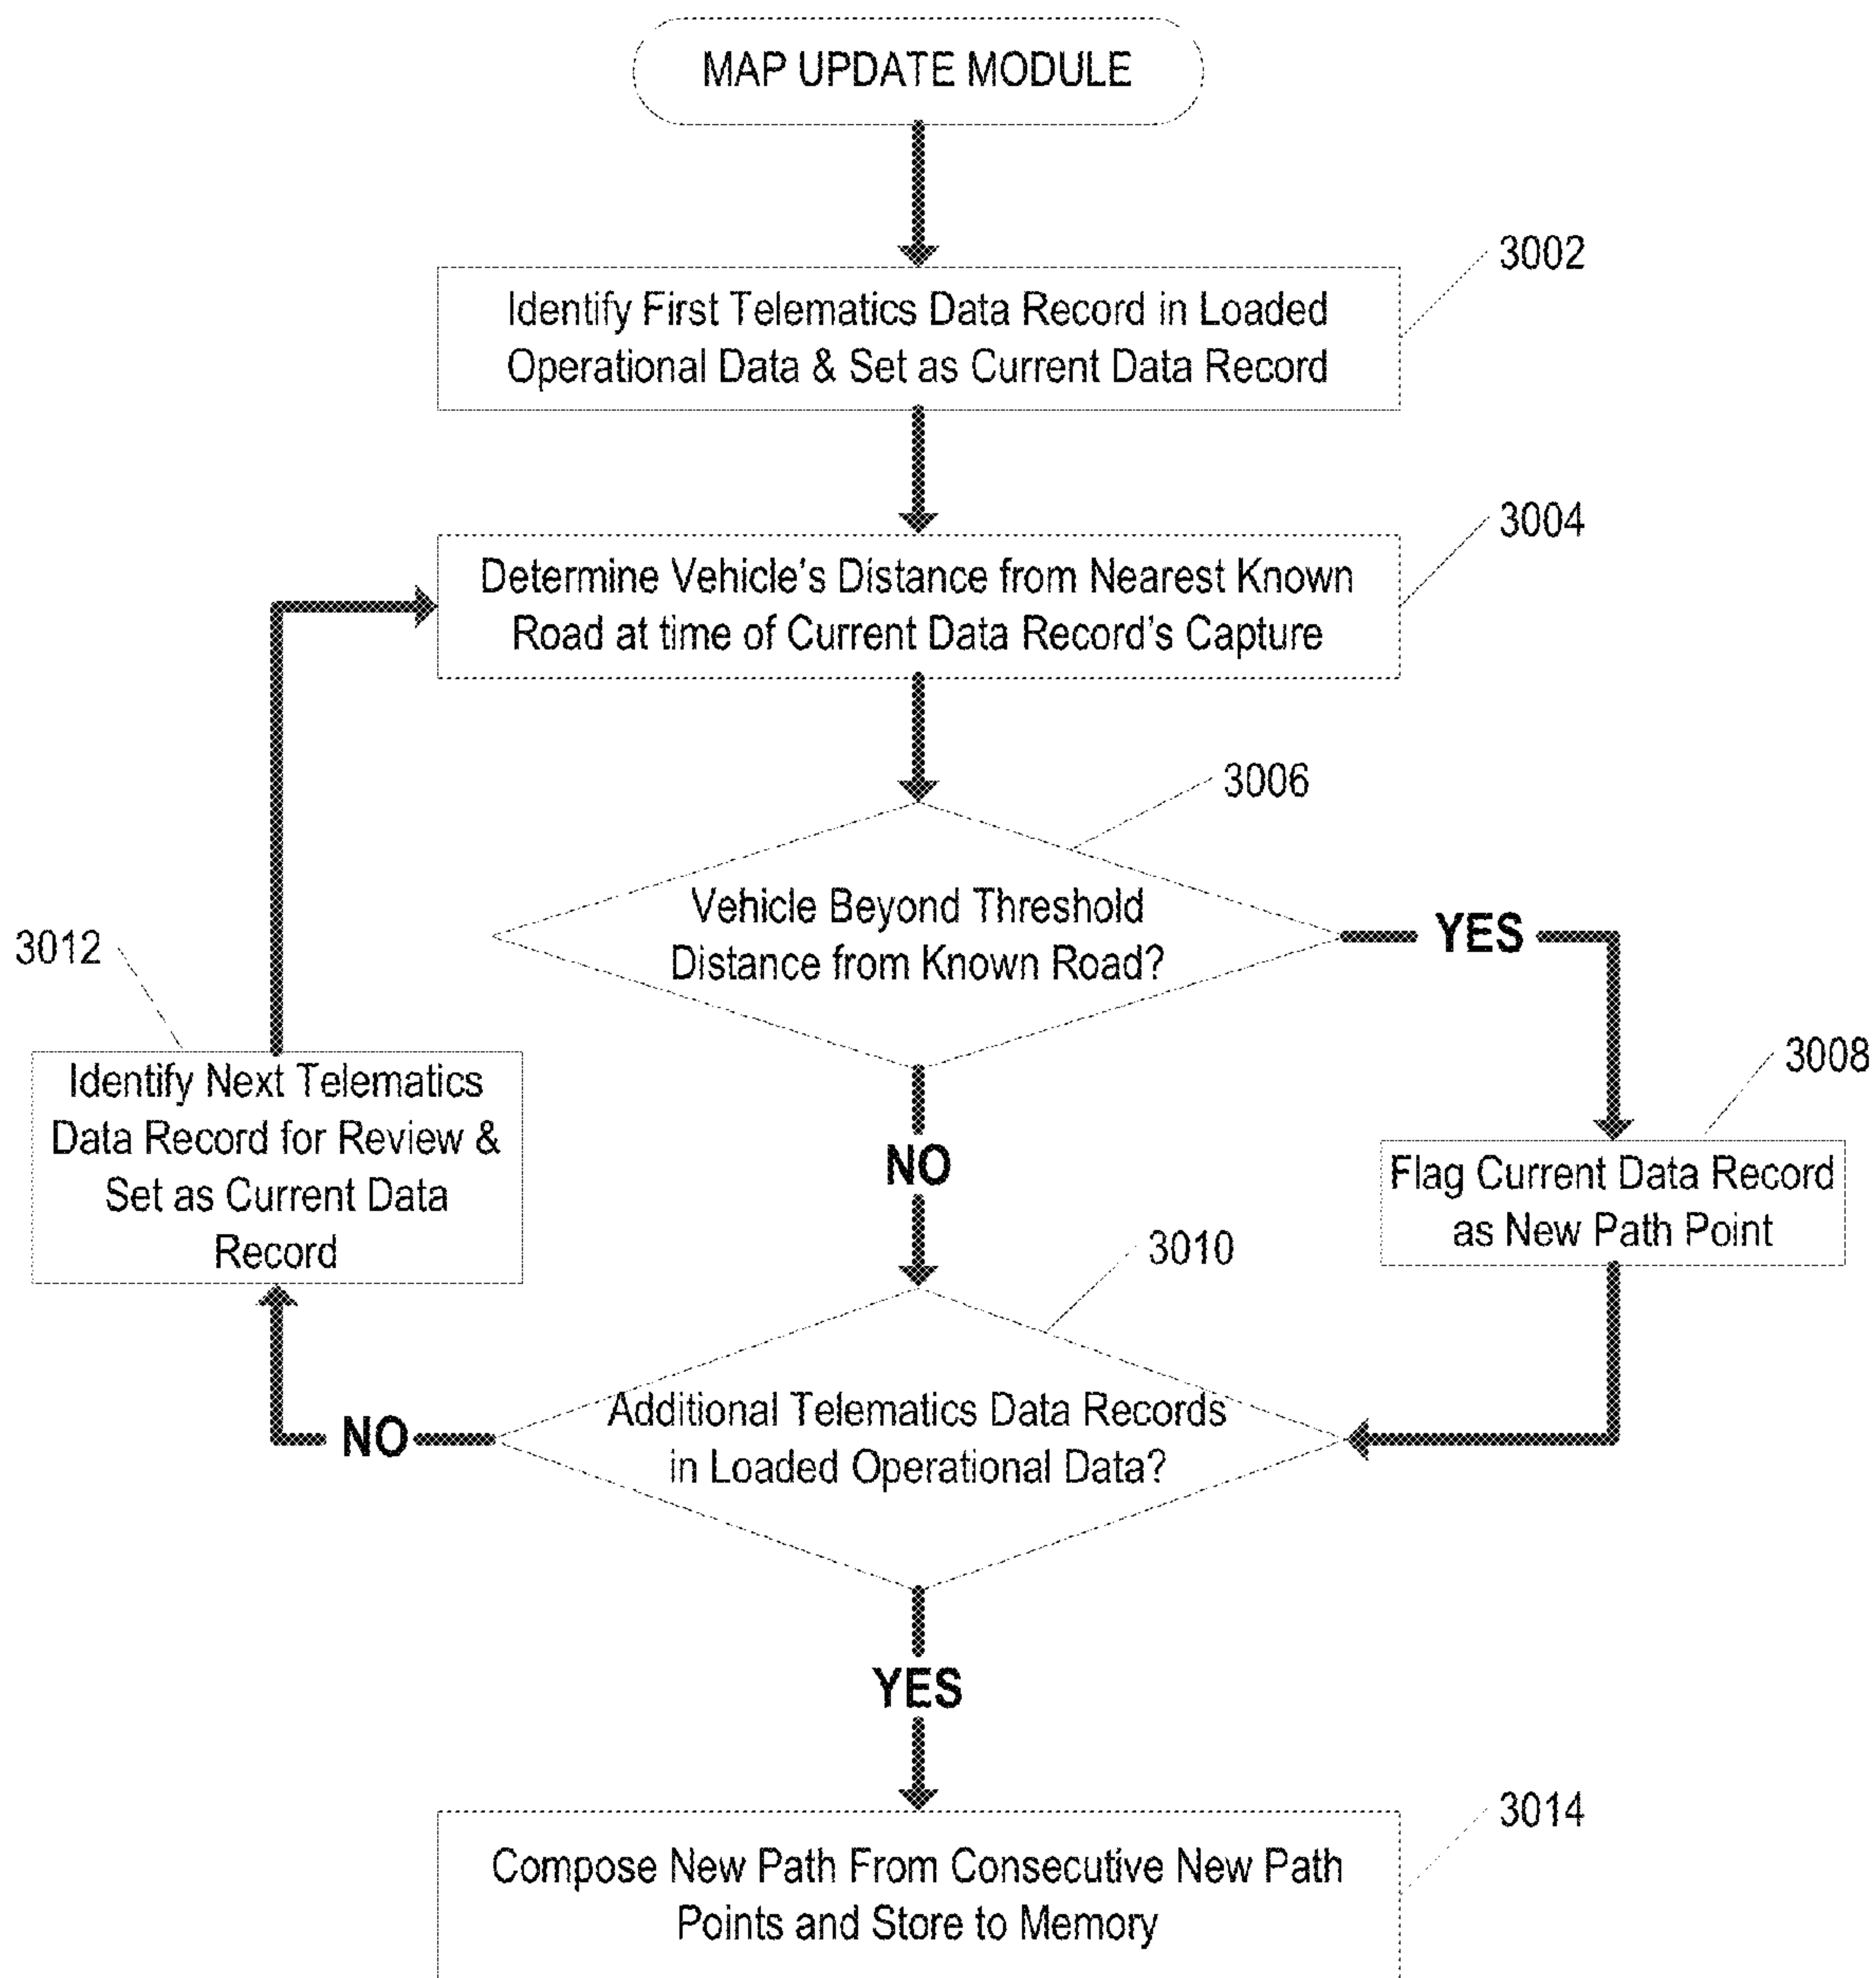 MAP UPDATE MODULE
3002
Identify First Telematics Data Record in Loaded
Operational Data & Set as Current Data Record
3004
Determine Vehicle's Distance from Nearest Known
Road at time of Current Data Record's Capture
3006
Vehicle Beyond Threshold
Distance from Known Road?
YES
3012
Identify Next Telematics
Data Record for Review &
Set as Current Data
Record
3008
Flag Current Data Record
as New Path Point
NO
3010
Additional Telematics Data Records
in Loaded Operational Data?
NO
YES
3014
Compose New Path From Consecutive New Path
Points and Store to Memory